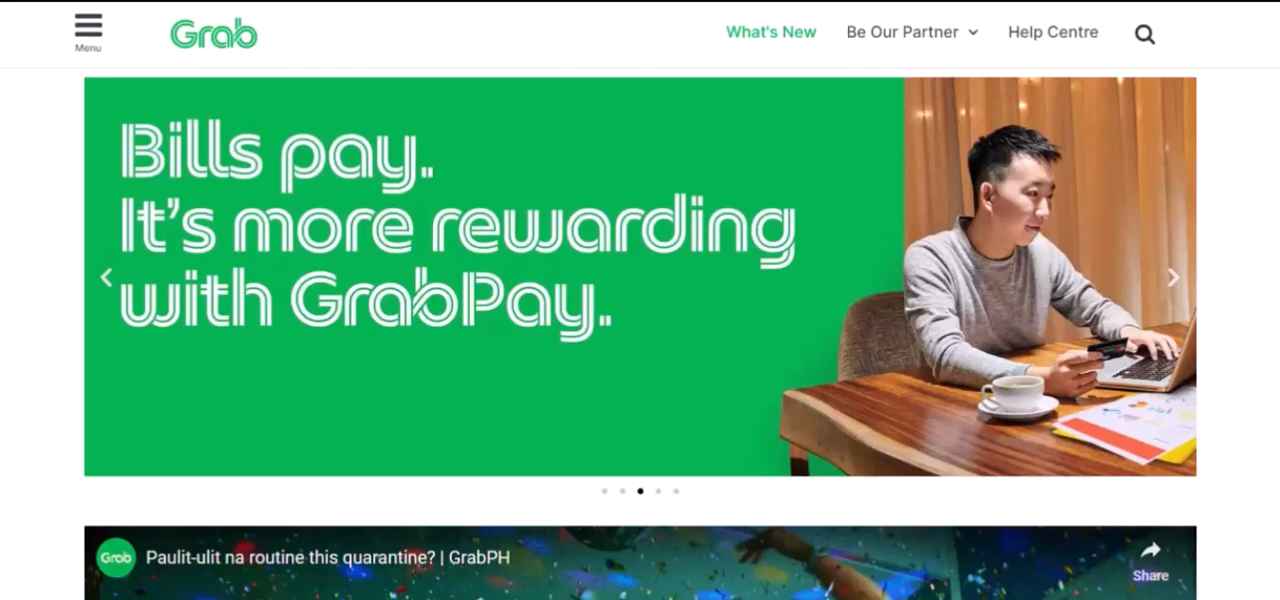 Menu
Grab
What's New
Be Our Partner
Help Centre
Bills pay.
It's more rewarding
with GrabPay.
Grab
Paulit-ulit na routine this quarantine? | GrabPH
Share